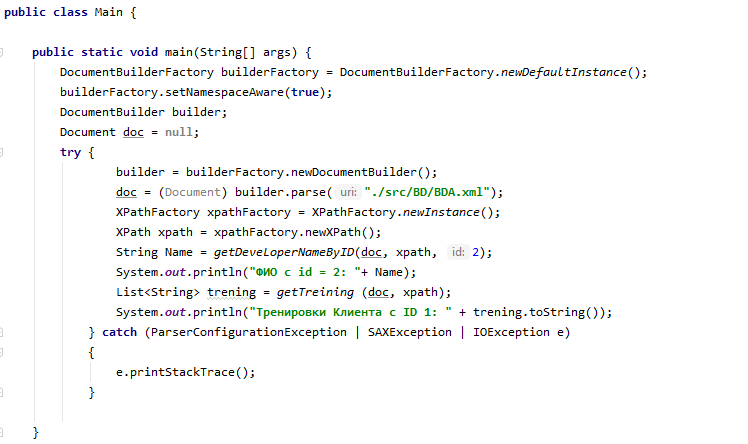 public class Main {
public static void main(String[] args) {
DocumentBuilderFactory builderFactory = DocumentBuilderFactory.newDefaultInstance();
builderFactory.setNamespaceAware(true);
DocumentBuilder builder;
Document doc = null;
try {
builder = builderFactory.newDocumentBuilder();
doc = (Document) builder.parse( uri: "./src/BD/BDA.xml");
XPathFactory xpathFactory = XPathFactory.newInstance();
XPath xpath = xpathFactory.newXPath();
String Name = getDeveLoperNameByID(doc, xpath, id: 2);
System.out.println("ФИО с id = 2: "+ Name);
List<String> trening = getTreining (doc, xpath);
System.out.println("Тренировки Клиента с ID 1: " + trening.toString());
} catch (ParserConfigurationException | SAXException | IOException e)
{
e.printStackTrace();
}
}